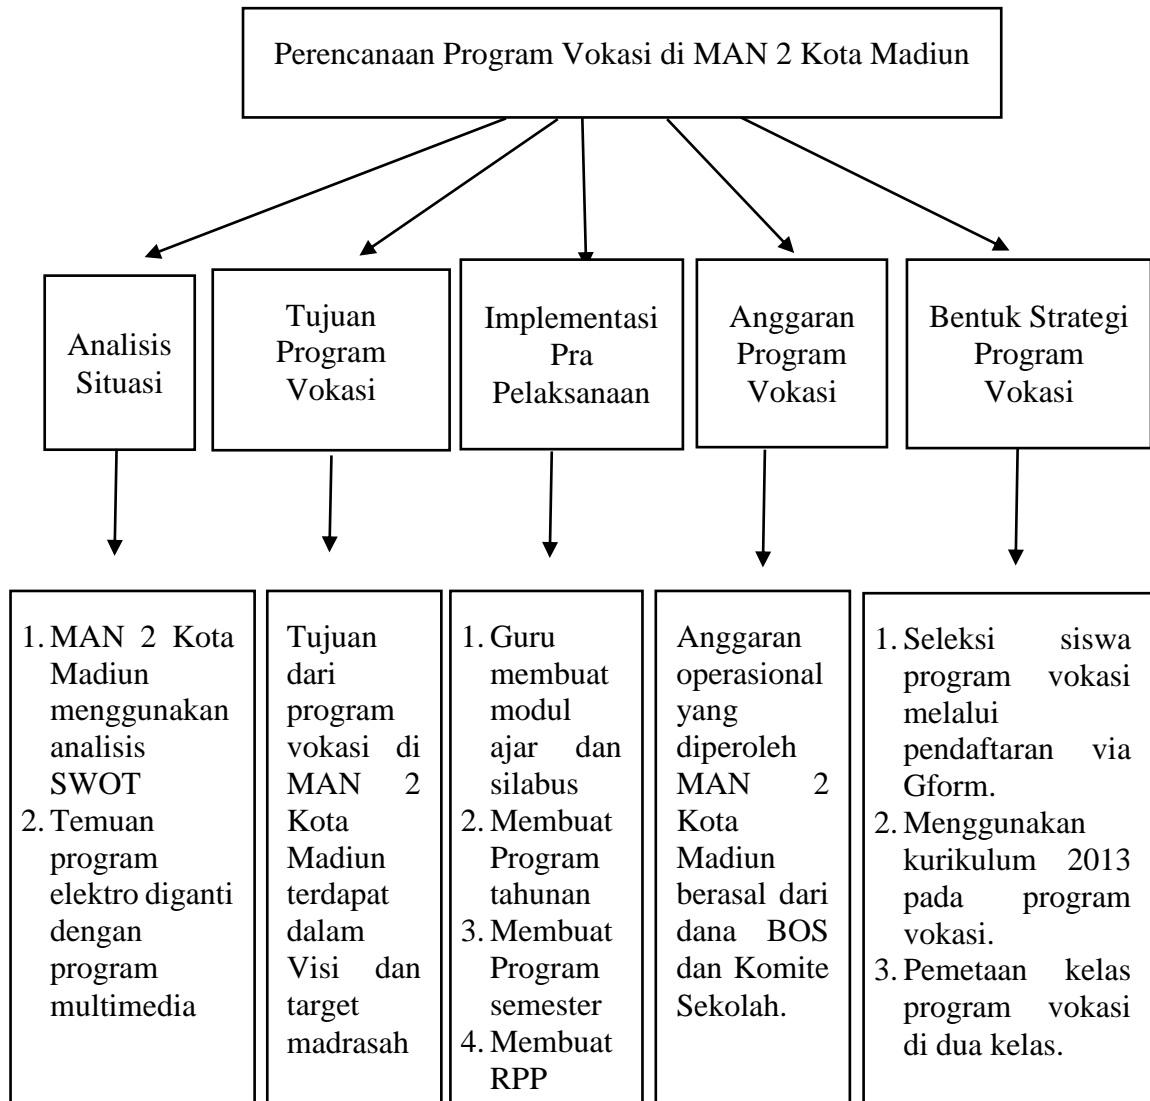 Perencanaan Program Vokasi di MAN 2 Kota Madiun
Analisis
Situasi
Tujuan
Program
Vokasi
Implementasi
Pra
Pelaksanaan
Anggaran
Program
Vokasi
Bentuk Strategi
Program
Vokasi
1. MAN 2 Kota
Madiun
menggunakan
analisis
SWOT
2. Temuan
program
elektro diganti
dengan
program
multimedia
Tujuan
dari
program
vokasi di
MAN 2
Kota
Madiun
terdapat
dalam
Visi dan
target
madrasah
1. Guru
membuat
modul
ajar dan
silabus
2. Membuat
Program
tahunan
3. Membuat
Program
semester
4. Membuat
RPP
Anggaran
operasional
yang
diperoleh
MAN 2
Kota
Madiun
berasal dari
dana BOS
dan Komite
Sekolah.
1. Seleksi siswa
program vokasi
melalui
pendaftaran via
Gform.
2. Menggunakan
kurikulum 2013
pada program
vokasi.
3. Pemetaan kelas
program vokasi
di dua kelas.